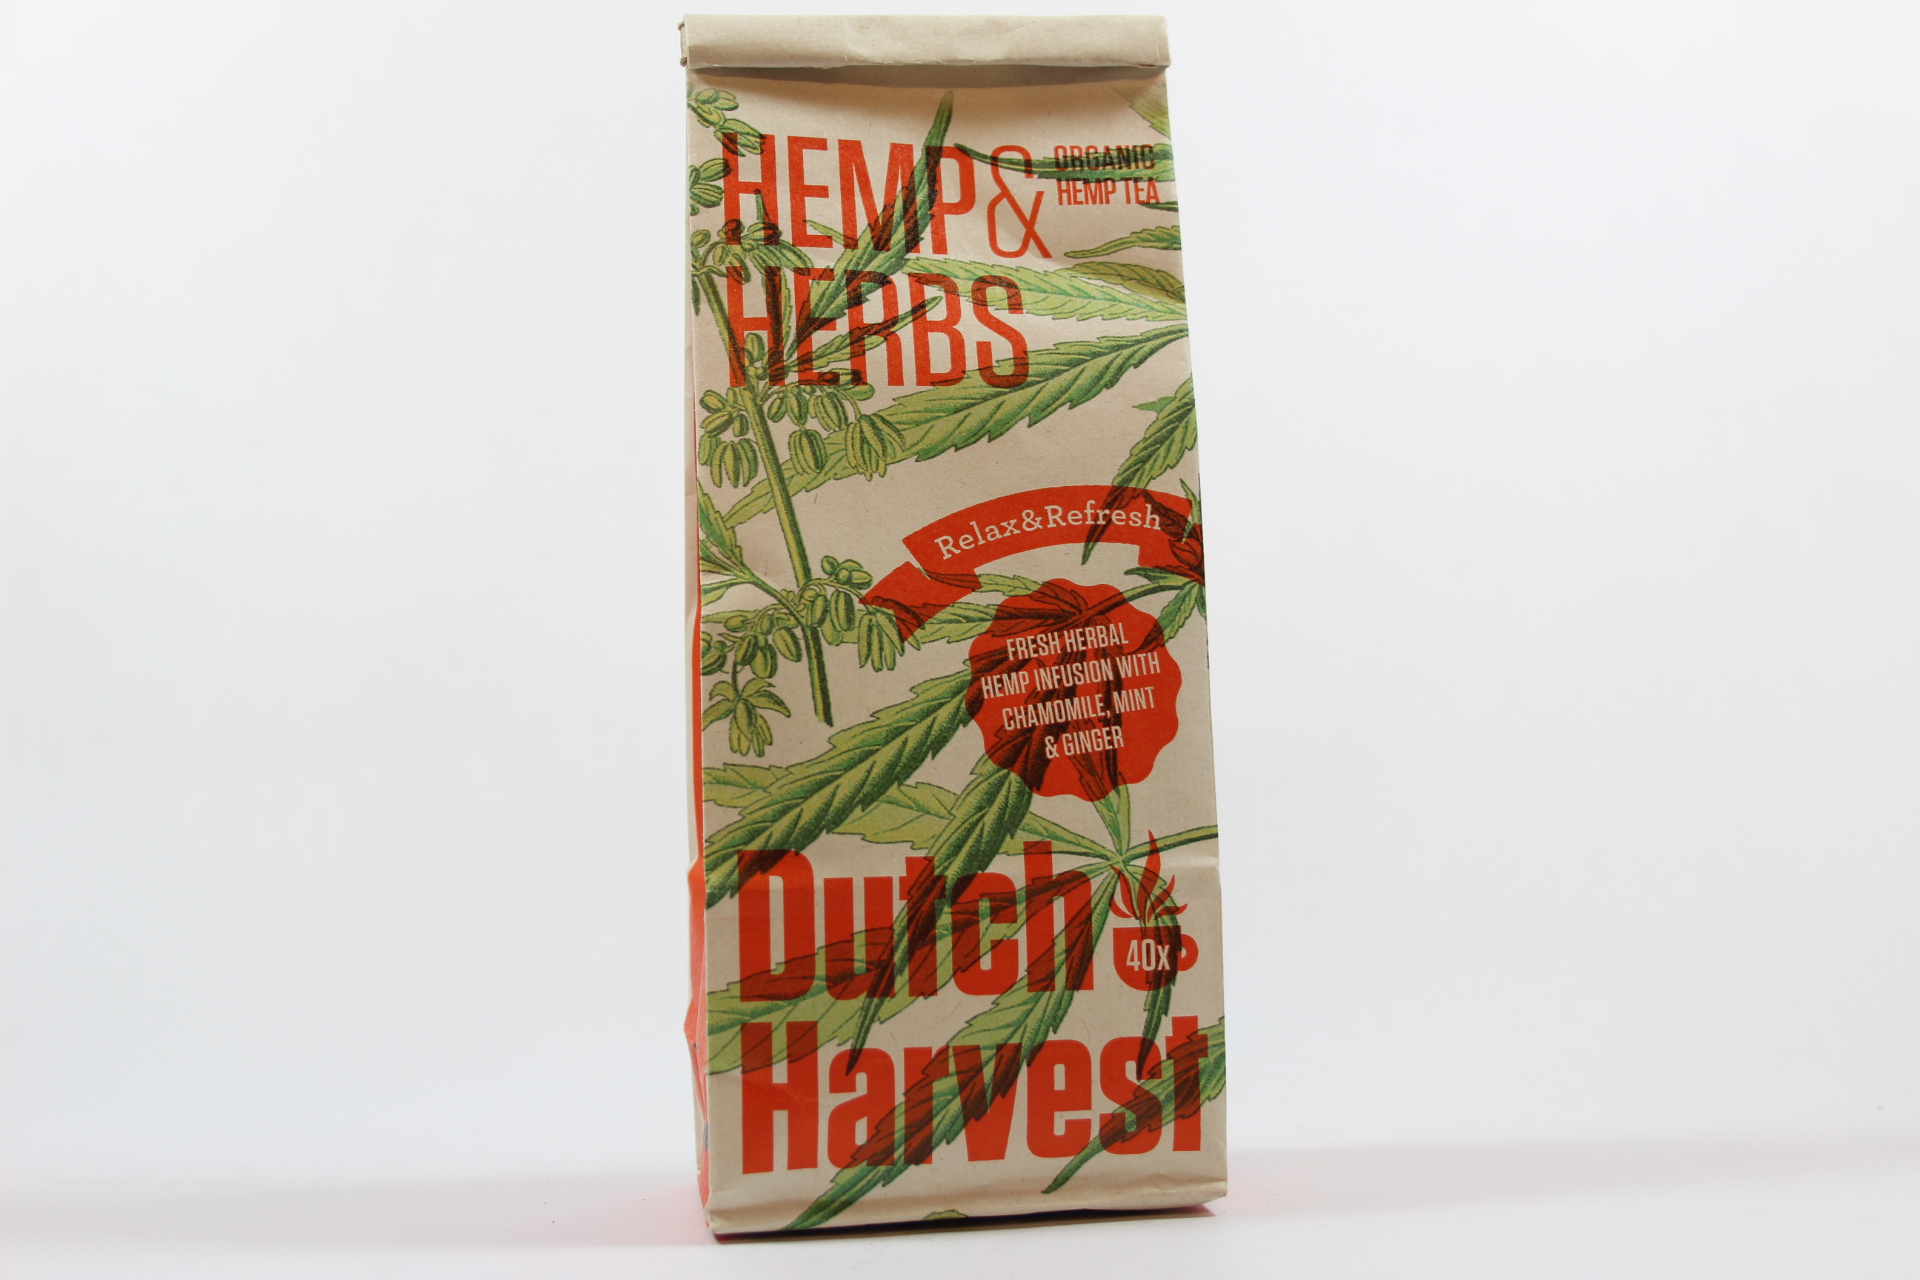 HEMP &
ORGANIC
HEMP TEA
HERBS
Relax&Refresh
FRESH HERBAL
HEMP INFUSION WITH
CHAMOMILE, MINT
& GINGER
Dutch
40x
Harvest